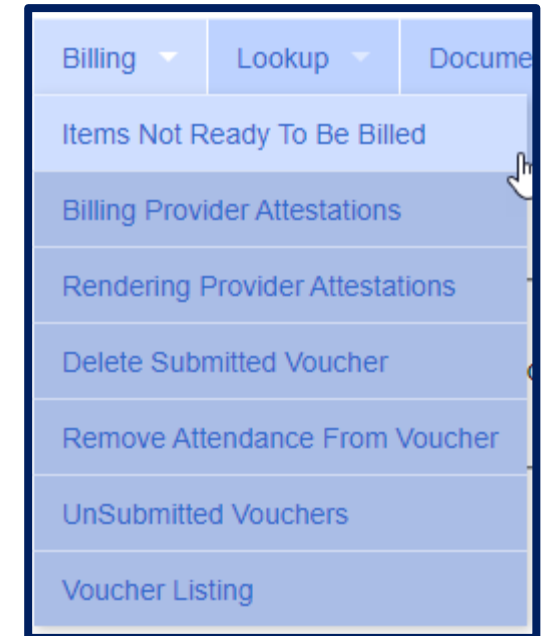 Billing Lookup Docume
Items Not Ready To Be Billed
Billing Provider Attestations
Rendering Provider Attestations
Delete Submitted Voucher
Remove Attendance From Voucher
UnSubmitted Vouchers
Voucher Listing